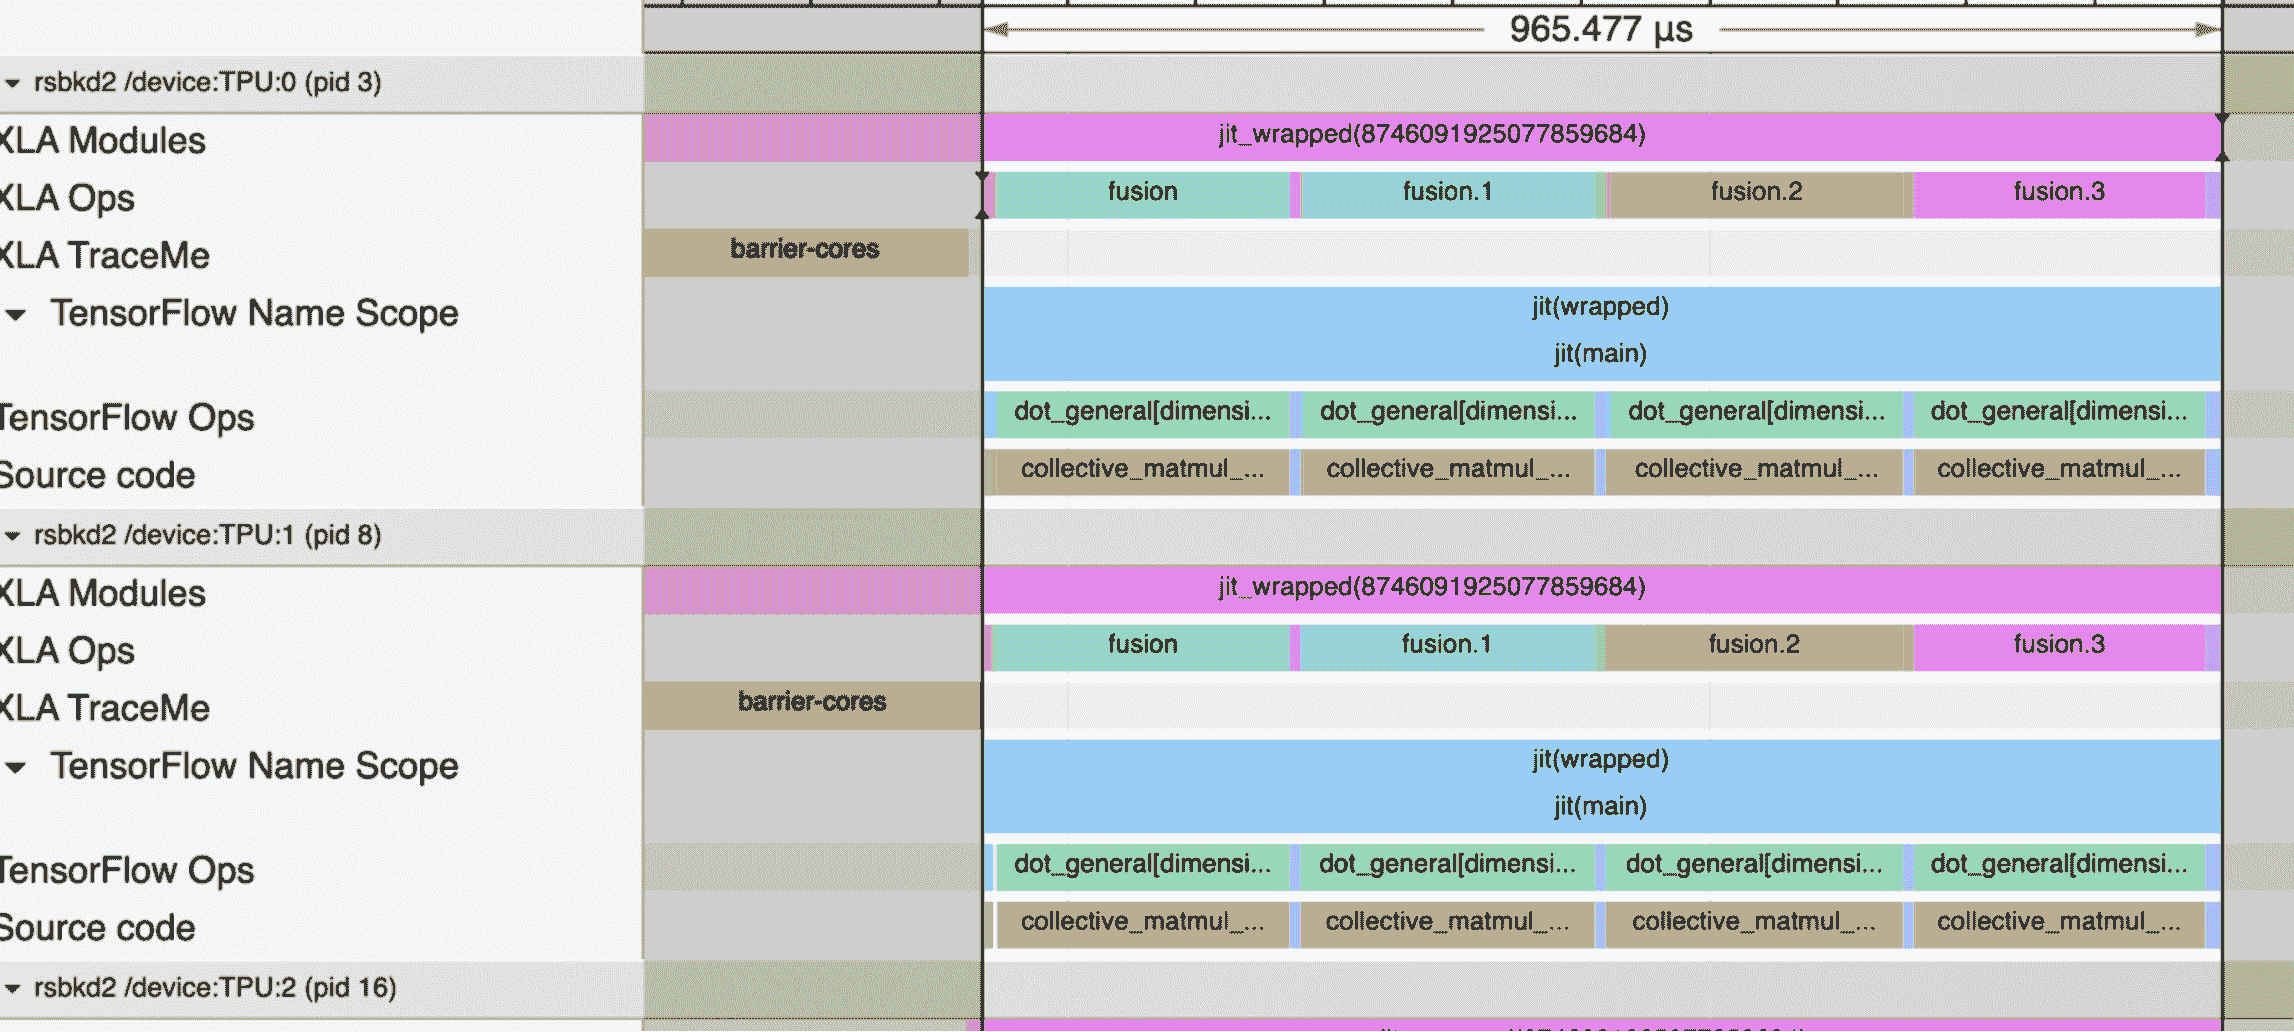 965.477 µs
rsbkd2 /device:TPU:0 (pid 3)
XLA Modules
jit_wrapped(8746091925077859684)
XLA Ops
fusion fusion.1 fusion.2 fusion.3
XLA TraceMe
barrier-cores
TensorFlow Name Scope
jit(wrapped)
jit(main)
TensorFlow Ops
dot_general[dimensi... dot_general[dimensi... dot_general[dimensi... dot_general[dimensi...
Source code
collective_matmul_... collective_matmul_... collective_matmul_... collective_matmul_...
rsbkd2 /device:TPU:1 (pid 8)
XLA Modules
jit_wrapped(8746091925077859684)
XLA Ops
fusion fusion.1 fusion.2 fusion.3
XLA TraceMe
barrier-cores
TensorFlow Name Scope
jit(wrapped)
jit(main)
TensorFlow Ops
dot_general[dimensi... dot_general[dimensi... dot_general[dimensi... dot_general[dimensi...
Source code
collective_matmul_... collective_matmul_... collective_matmul_... collective_matmul_...
rsbkd2 /device:TPU:2 (pid 16)